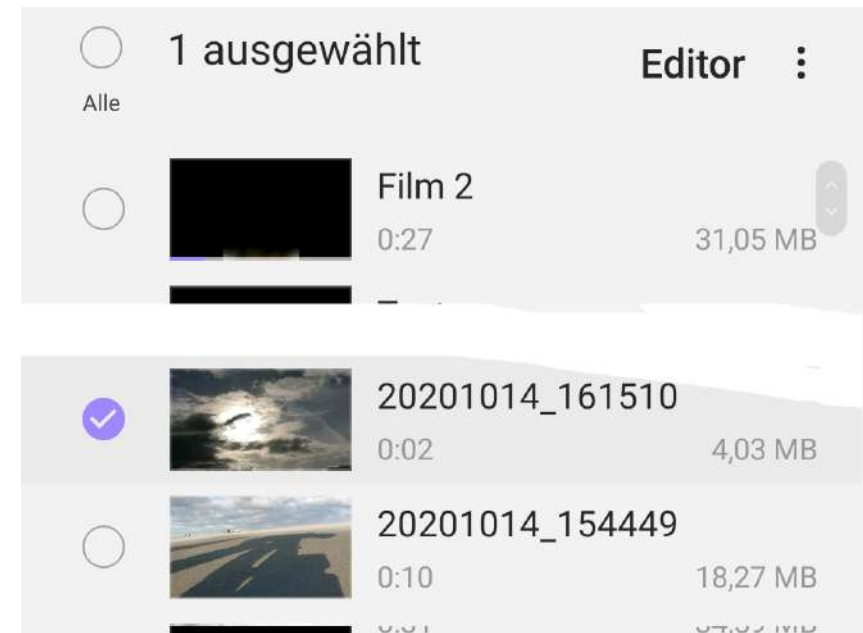 1 ausgewählt
Editor
Alle
Film 2
0:27
31,05 MB
20201014_161510
0:02
4,03 MB
20201014_154449
0:10
18,27 MB